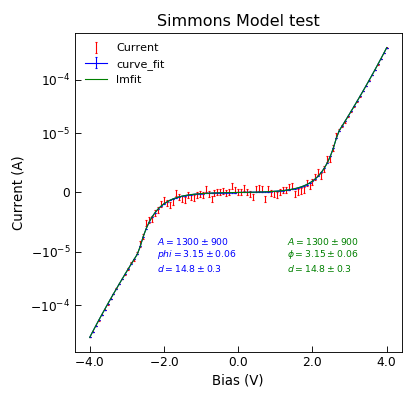 Simmons Model test
Current
curve_fit
lmfit
Current (A)
10⁻⁴
10⁻⁵
0
−10⁻⁵
−10⁻⁴
A = 1300 ± 900
phi = 3.15 ± 0.06
d = 14.8 ± 0.3
A = 1300 ± 900
ϕ = 3.15 ± 0.06
d = 14.8 ± 0.3
−4.0 −2.0 0.0 2.0 4.0
Bias (V)